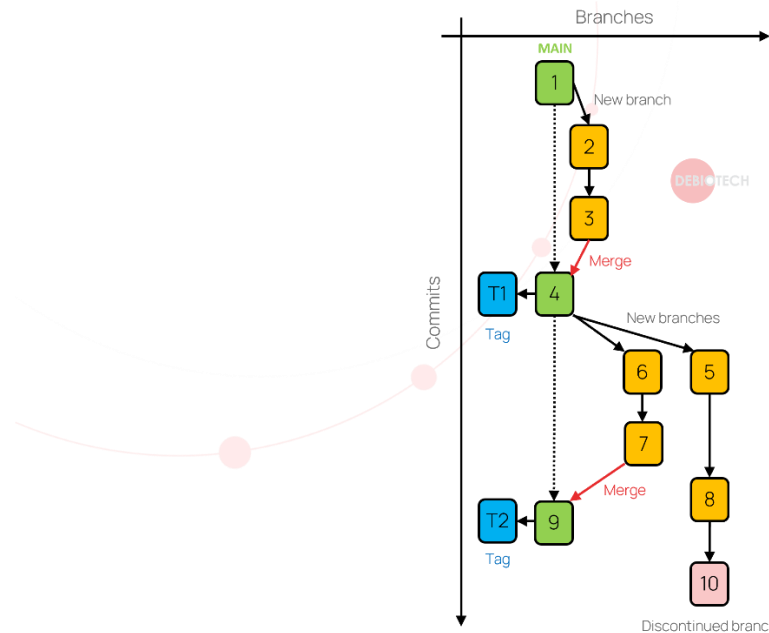 Branches
MAIN
1
New branch
2
DEBIOTECH
3
Merge
T1
4
Tag
Commits
New branches
6
5
7
Merge
8
T2
9
Tag
10
Discontinued branc